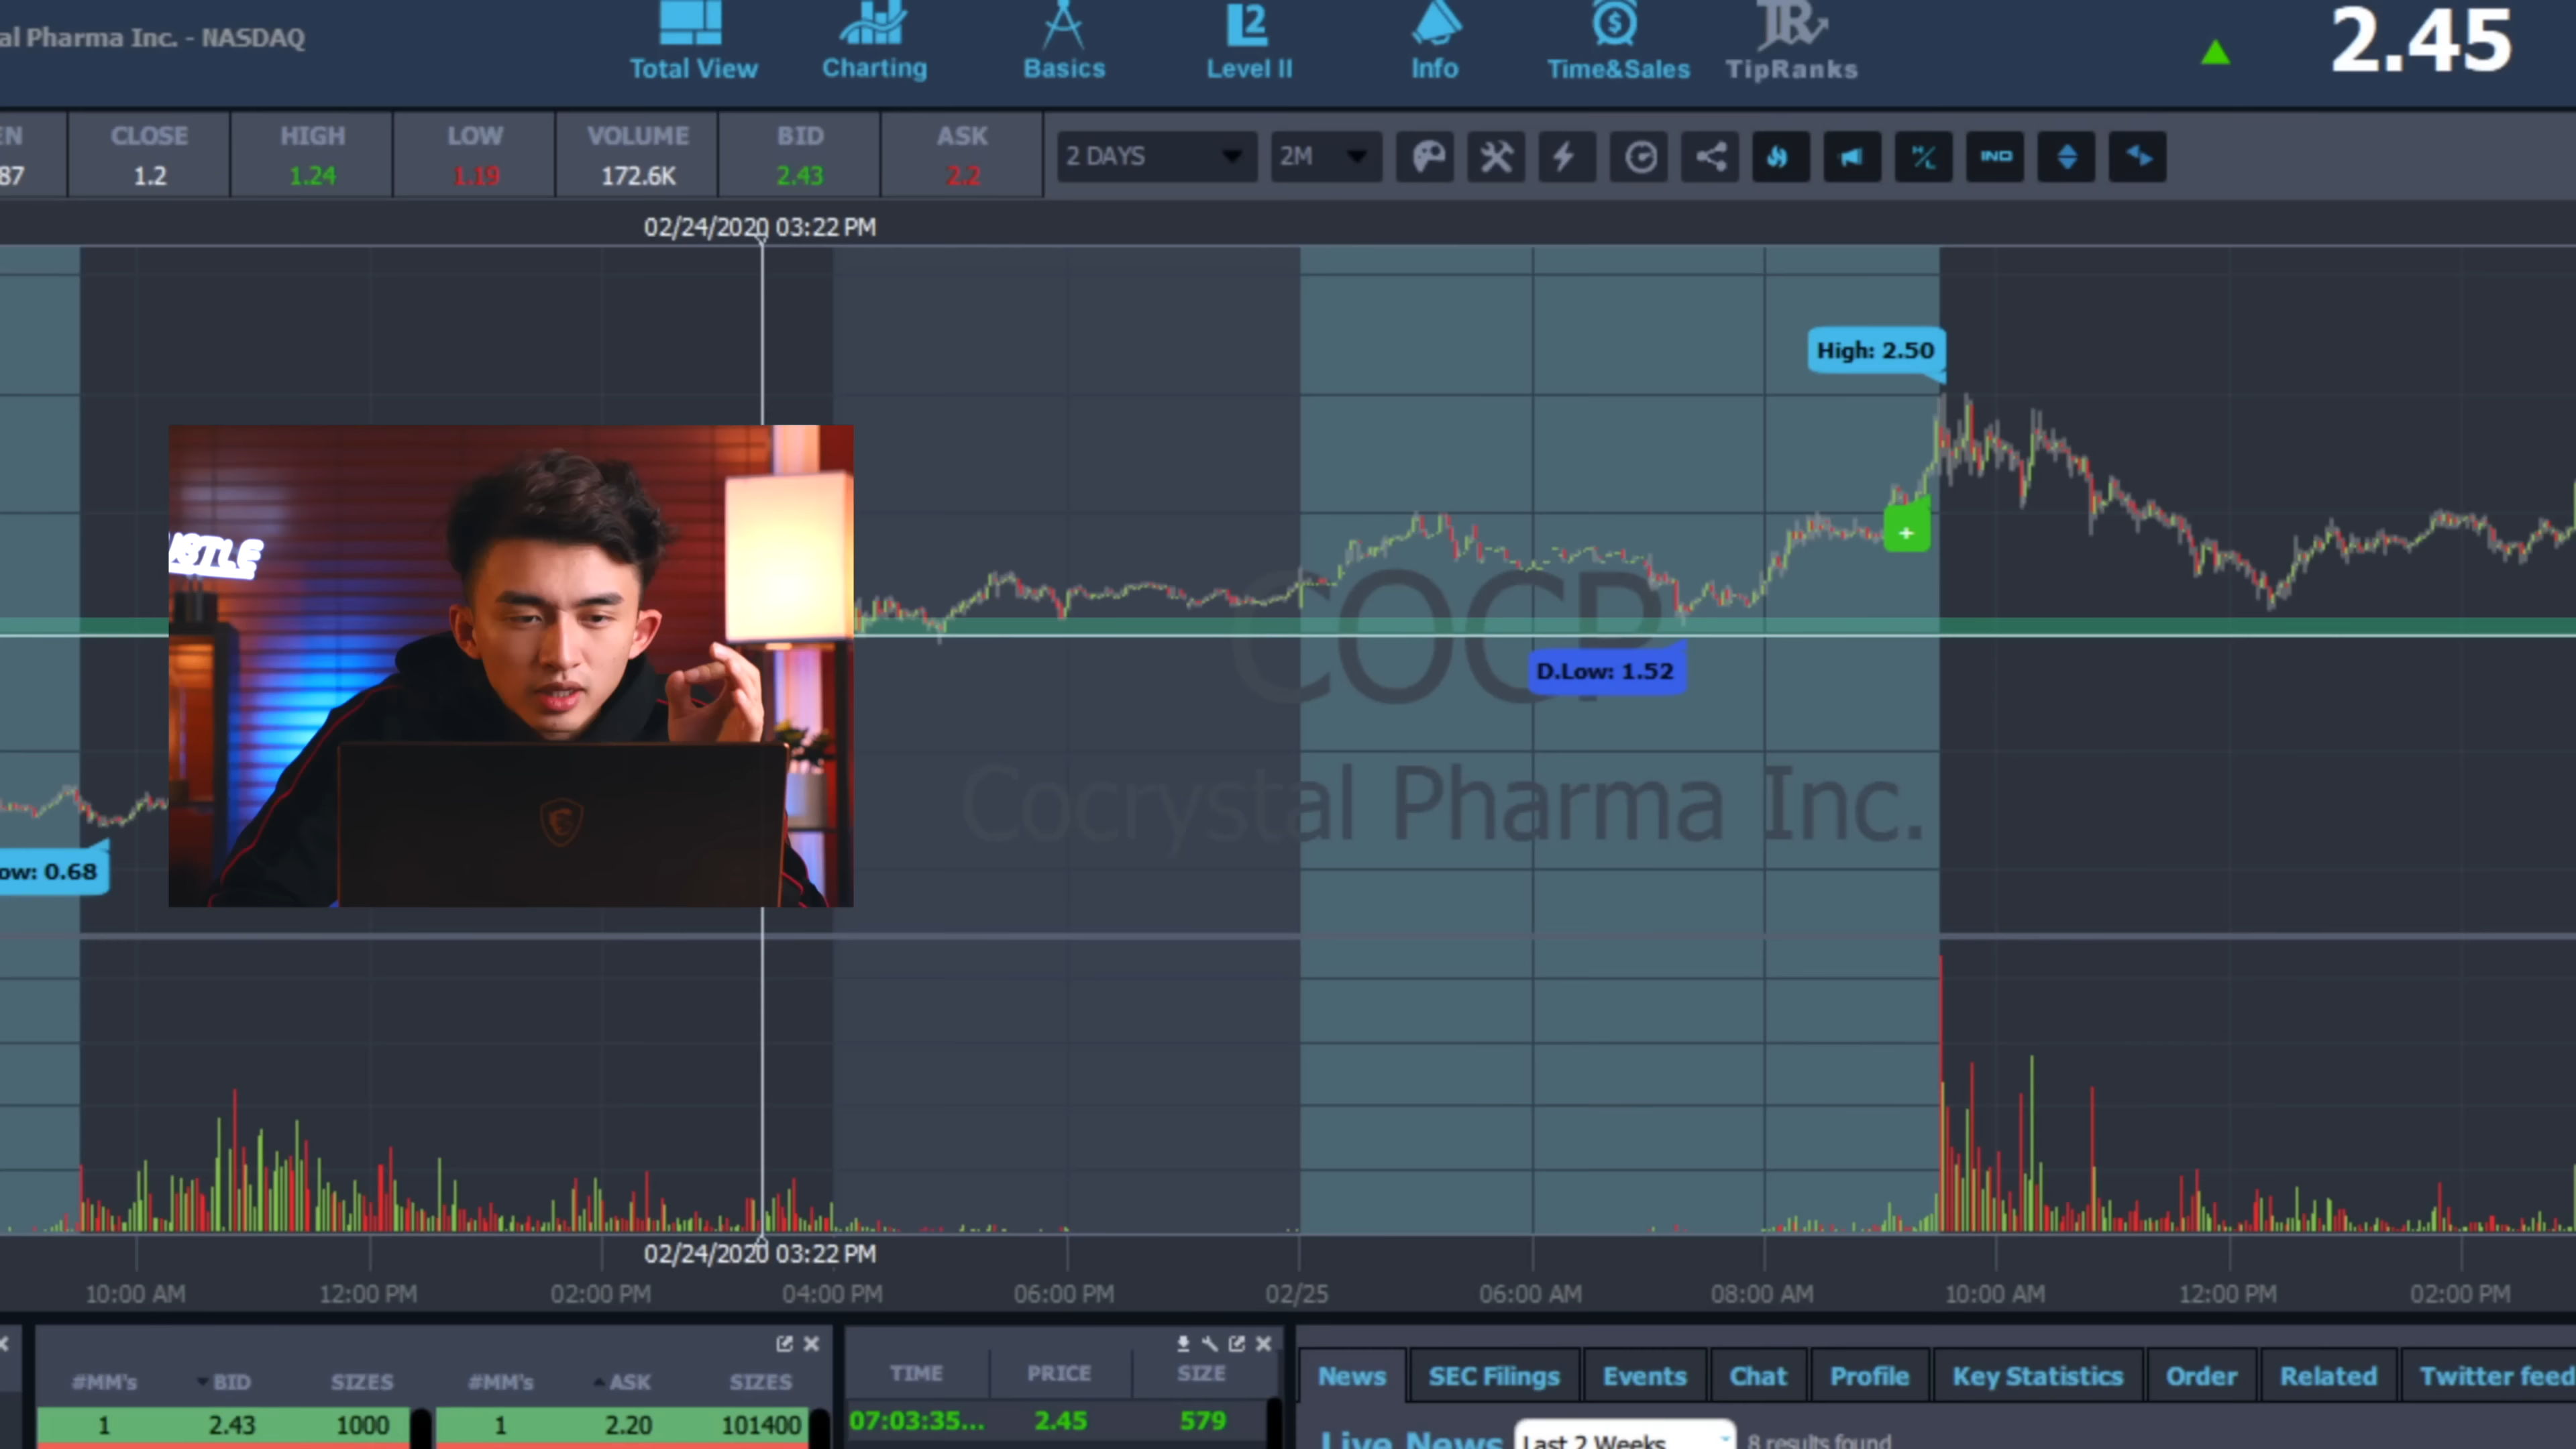 al Pharma Inc. - NASDAQ
Total View
Charting
L2
Basics
Level II
Info
Time&Sales
TipRanks
2.45
EN CLOSE HIGH LOW VOLUME BID ASK
87 1.2 1.24 1.19 172.6K 2.43 2.2
2 DAYS
2M
H/L
IND
02/24/2020 03:22 PM
High: 2.50
USTLE
+
COCP
D.Low: 1.52
Cocrystal Pharma Inc.
ow: 0.68
02/24/2020 03:22 PM
10:00 AM 12:00 PM 02:00 PM 04:00 PM 06:00 PM 02/25 06:00 AM 08:00 AM 10:00 AM 12:00 PM 02:00 PM
#MM's BID SIZES #MM's ASK SIZES
1 2.43 1000 1 2.20 101400
TIME PRICE SIZE
07:03:35... 2.45 579
News SEC Filings Events Chat Profile Key Statistics Order Related Twitter feed
Live News Last 2 Weeks 8 results found